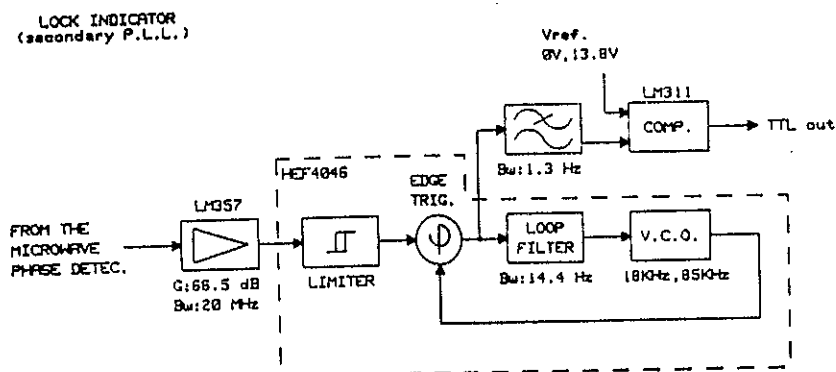 LOCK INDICATOR
(secondary P.L.L.)
Vref.
0V,13.8V
LM311
COMP.
TTL out
Bw:1.3 Hz
HEF4046
EDGE
TRIG.
LM357
FROM THE
MICROWAVE
PHASE DETEC.
LIMITER
Φ
LOOP
FILTER
V.C.O.
G:66.5 dB
Bw:20 MHz
Bw:14.4 Hz
18KHz,85KHz